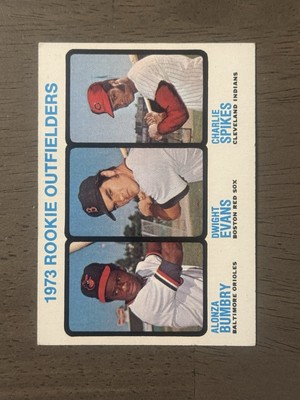 1973 ROOKIE OUTFIELDERS
ALONZA
BUMBRY
BALTIMORE ORIOLES
DWIGHT
EVANS
BOSTON RED SOX
CHARLIE
SPIKES
CLEVELAND INDIANS